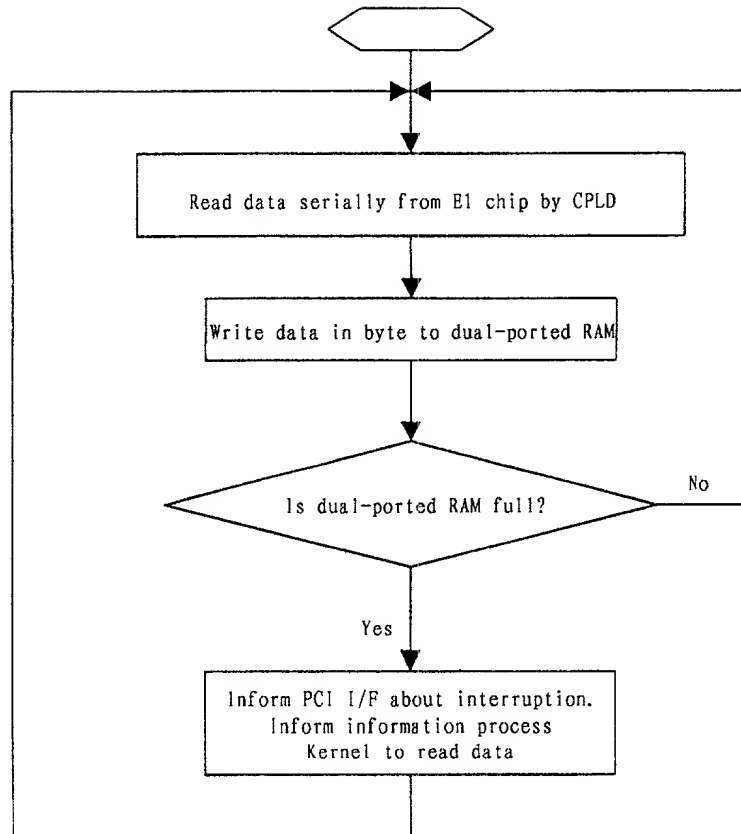 Read data serially from E1 chip by CPLD
Write data in byte to dual-ported RAM
Is dual-ported RAM full?
No
Yes
Inform PCI I/F about interruption.
Inform information process
Kernel to read data